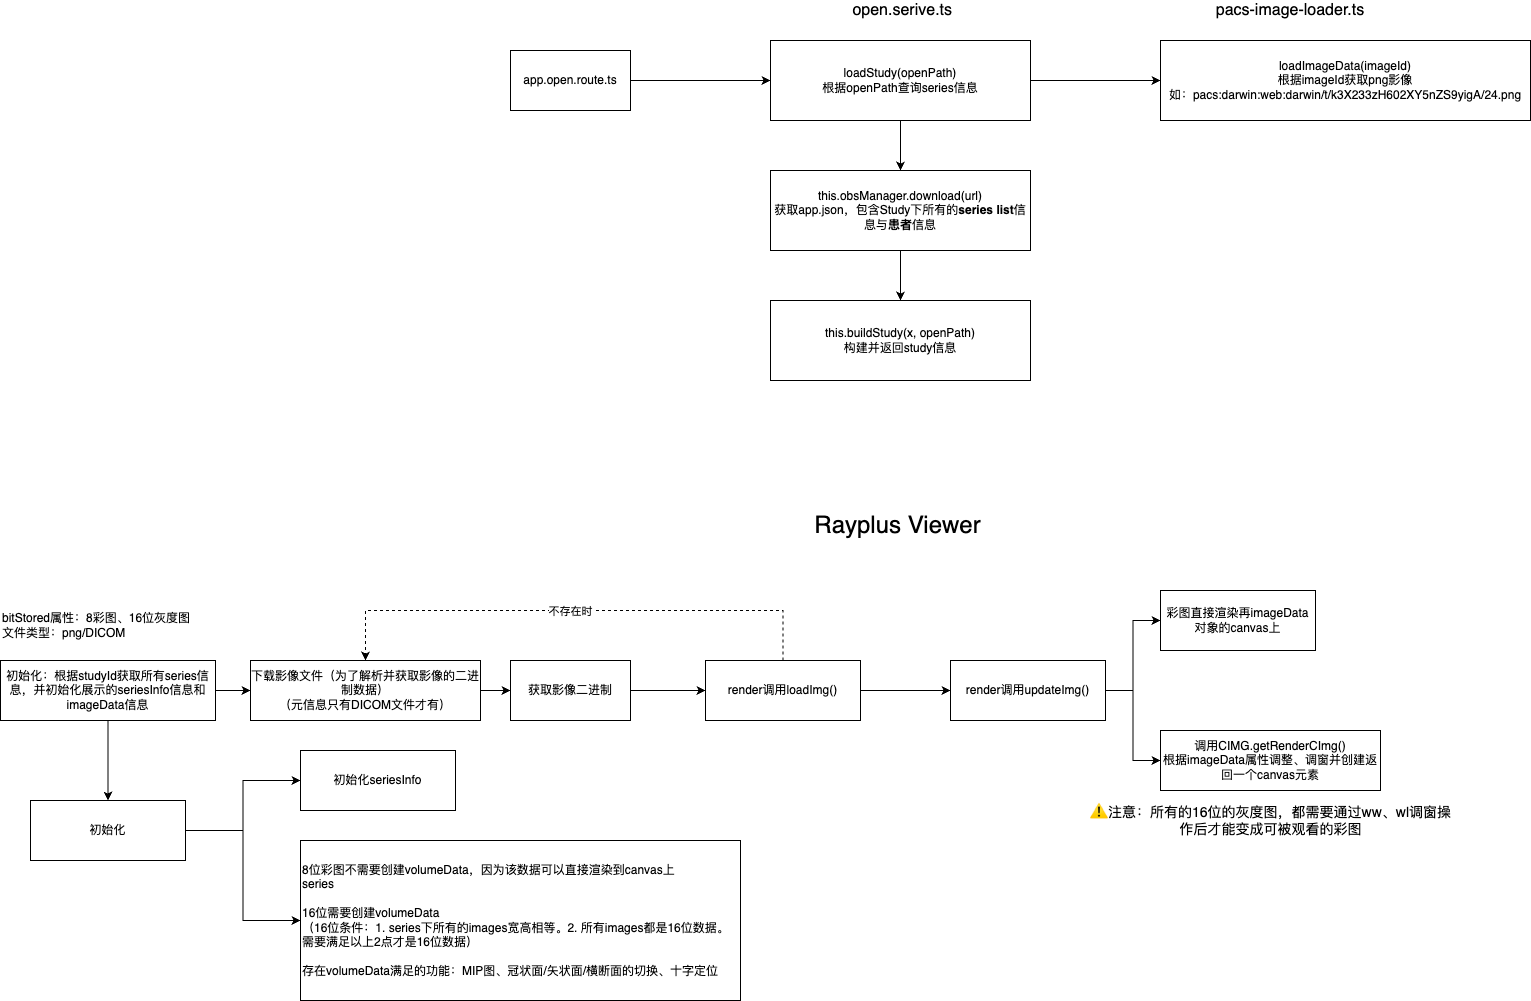 open.serive.ts
pacs-image-loader.ts
app.open.route.ts
loadStudy(openPath)
根据openPath查询series信息
loadImageData(imageId)
根据imageId获取png影像
如：pacs:darwin:web:darwin/t/k3X233zH602XY5nZS9yigA/24.png
this.obsManager.download(url)
获取app.json，包含Study下所有的series list信
息与患者信息
this.buildStudy(x, openPath)
构建并返回study信息
Rayplus Viewer
bitStored属性：8彩图、16位灰度图
文件类型：png/DICOM
初始化：根据studyId获取所有series信
息，并初始化展示的seriesInfo信息和
imageData信息
不存在时
下载影像文件（为了解析并获取影像的二进
制数据）
（元信息只有DICOM文件才有）
获取影像二进制
render调用loadImg()
render调用updateImg()
彩图直接渲染再imageData
对象的canvas上
调用CIMG.getRenderCImg()
根据imageData属性调整、调窗并创建返
回一个canvas元素
⚠️注意：所有的16位的灰度图，都需要通过ww、wl调窗操
作后才能变成可被观看的彩图
初始化
初始化seriesInfo
8位彩图不需要创建volumeData，因为该数据可以直接渲染到canvas上
series
16位需要创建volumeData
（16位条件：1. series下所有的images宽高相等。2. 所有images都是16位数据。
需要满足以上2点才是16位数据）
存在volumeData满足的功能：MIP图、冠状面/矢状面/横断面的切换、十字定位